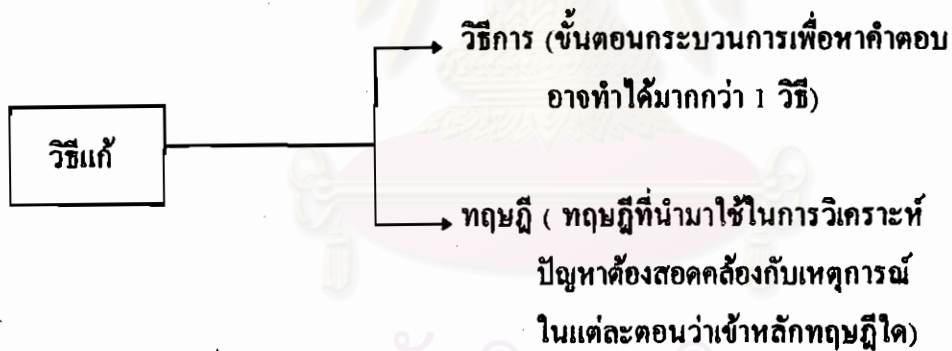 วิธีการ (ขั้นตอนกระบวนการเพื่อหาคำตอบ
อาจทำได้มากกว่า 1 วิธี)
วิธีแก้
ทฤษฎี ( ทฤษฎีที่นำมาใช้ในการวิเคราะห์
ปัญหาต้องสอดคล้องกับเหตุการณ์
ในแต่ละตอนว่าเข้าหลักทฤษฎีใด)